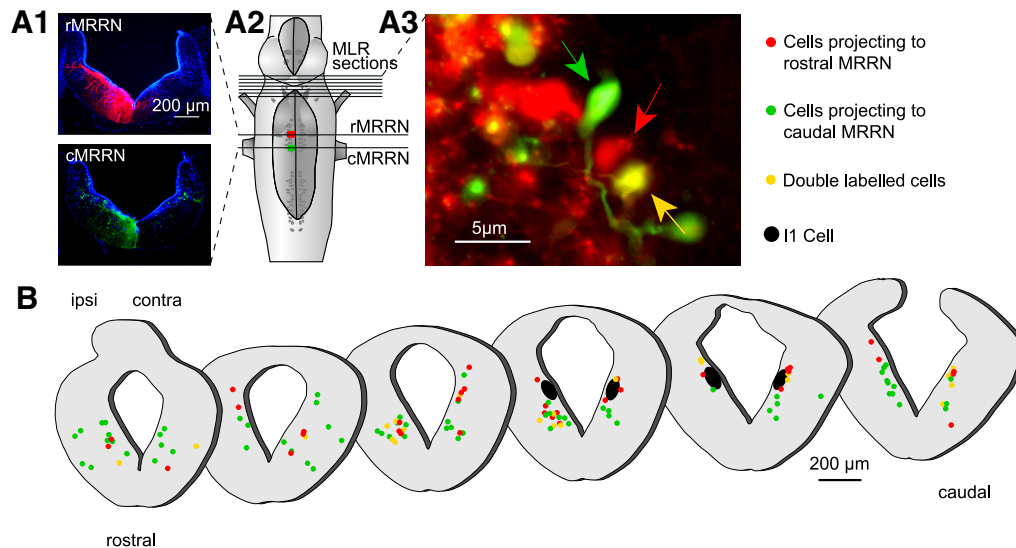 A1
rMRRN
200 µm
cMRRN
A2
MLR
sections
rMRRN
cMRRN
A3
5µm
Cells projecting to
rostral MRRN
Cells projecting to
caudal MRRN
Double labelled cells
I1 Cell
B
ipsi contra
200 µm
rostral
caudal